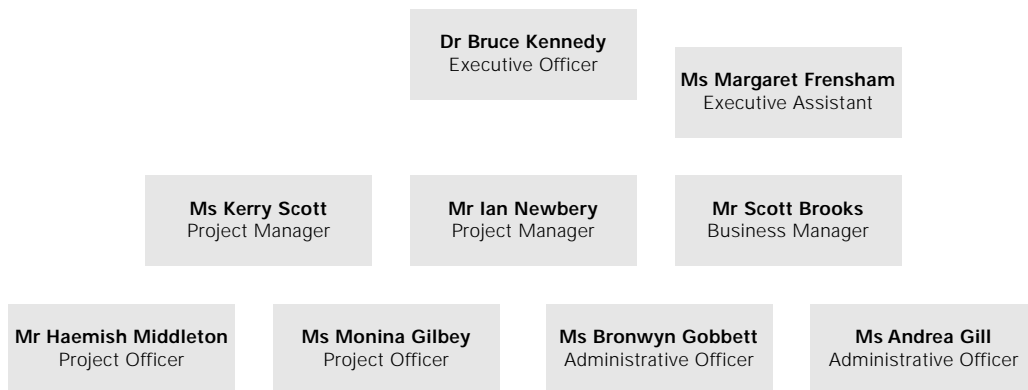 Dr Bruce Kennedy
Executive Officer
Ms Margaret Frensham
Executive Assistant
Ms Kerry Scott
Project Manager
Mr Ian Newbery
Project Manager
Mr Scott Brooks
Business Manager
Mr Haemish Middleton
Project Officer
Ms Monina Gilbey
Project Officer
Ms Bronwyn Gobbett
Administrative Officer
Ms Andrea Gill
Administrative Officer